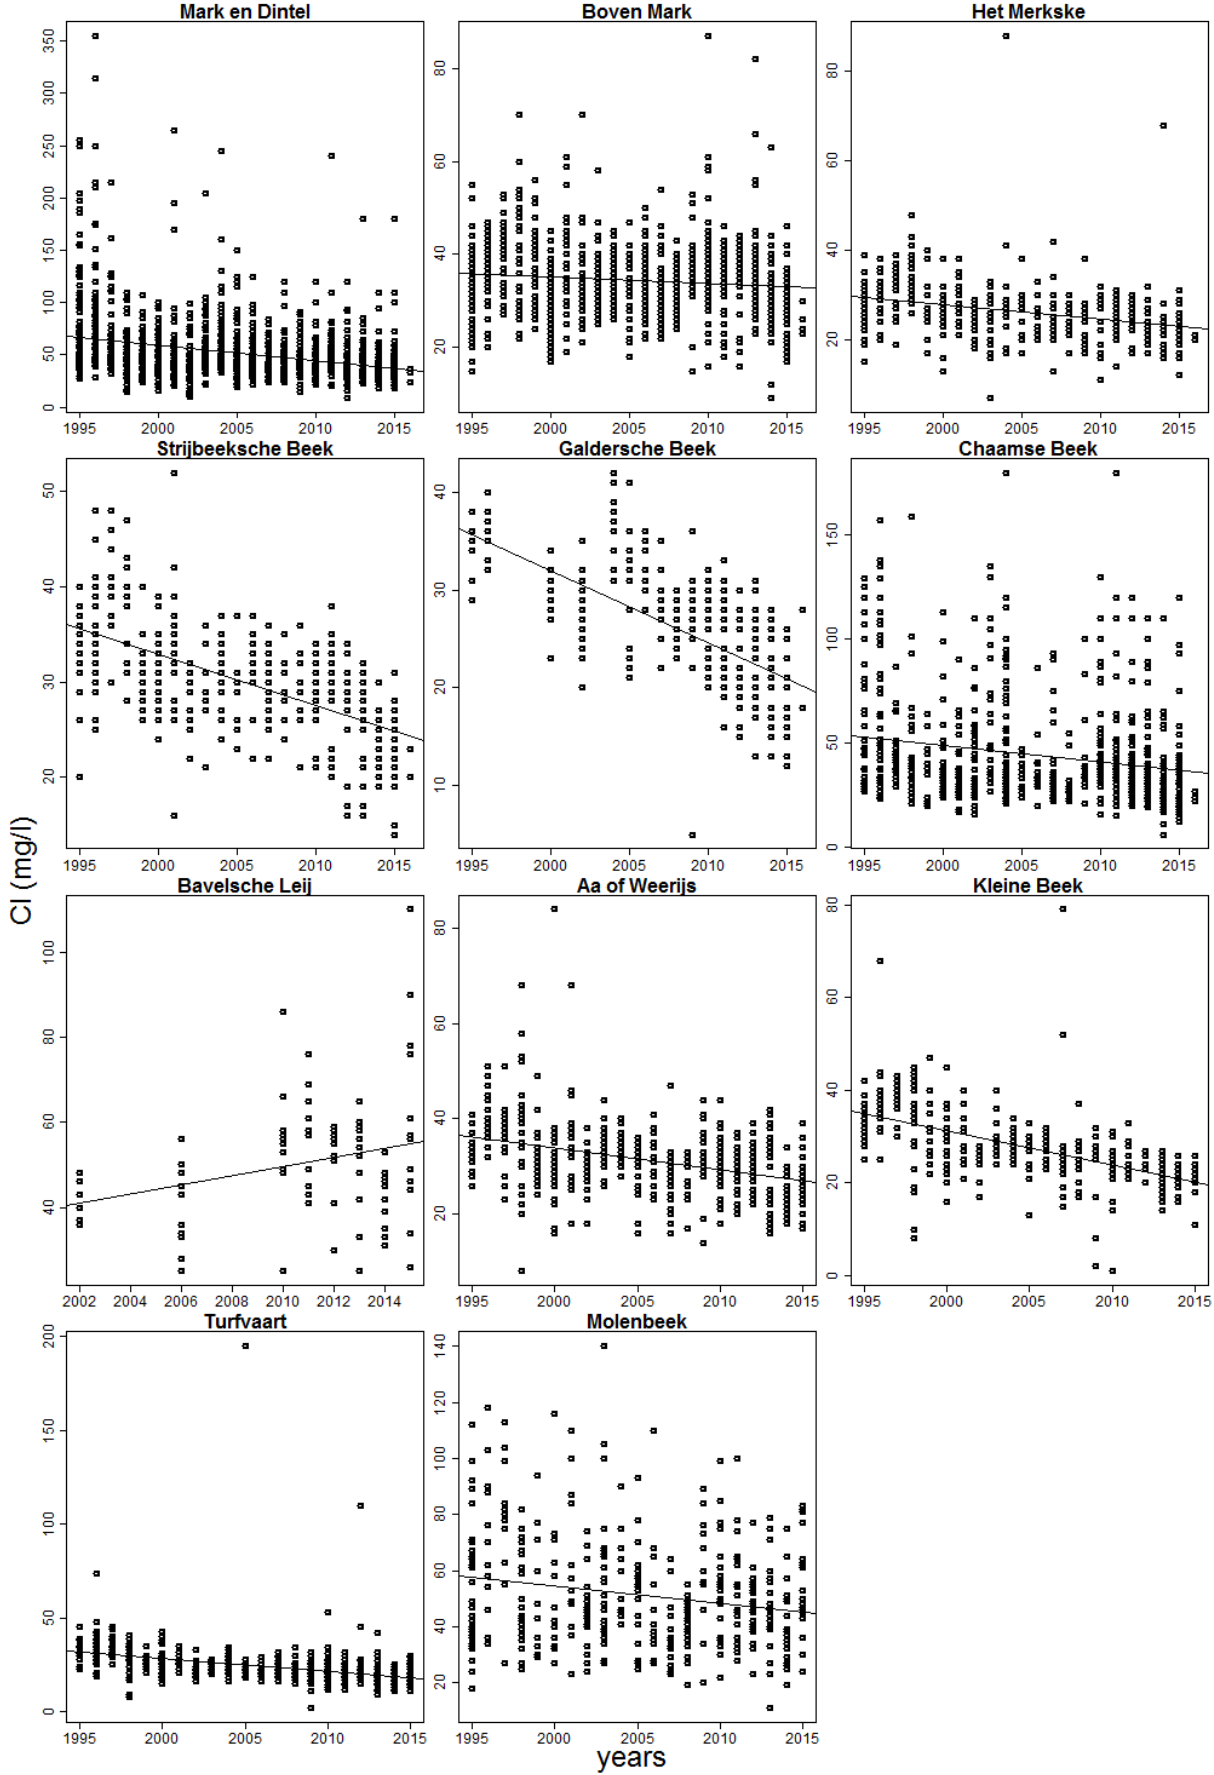 Mark en Dintel Boven Mark Het Merkske
350 300 250 200 150 100 50 0
80 60 40 20
80 60 40 20
1995 2000 2005 2010 2015 1995 2000 2005 2010 2015 1995 2000 2005 2010 2015
Strijbeeksche Beek Galdersche Beek Chaamse Beek
50 40 30 20
40 30 20 10
150 100 50 0
1995 2000 2005 2010 2015 1995 2000 2005 2010 2015 1995 2000 2005 2010 2015
Cl (mg/l)
Bavelsche Leij Aa of Weerijs Kleine Beek
100 80 60 40
80 60 40 20
80 60 40 20 0
2002 2004 2006 2008 2010 2012 2014 1995 2000 2005 2010 2015 1995 2000 2005 2010 2015
Turfvaart Molenbeek
200 150 100 50 0
140 120 100 80 60 40 20
1995 2000 2005 2010 2015 1995 2000 2005 2010 2015
years